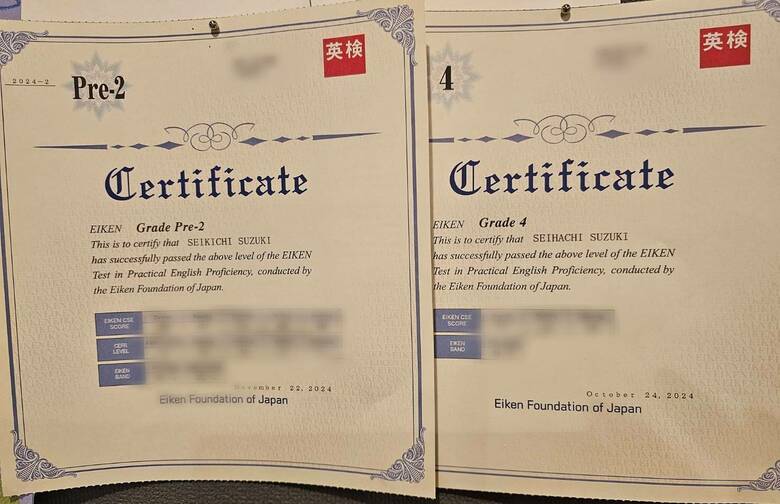 2024-2
Pre-2
英検
Certificate
EIKEN Grade Pre-2
This is to certify that SEIKICHI SUZUKI
has successfully passed the above level of the EIKEN
Test in Practical English Proficiency, conducted by
the Eiken Foundation of Japan.
EIKEN CSE
SCORE
CEFR
LEVEL
EIKEN
BAND
November 22, 2024
Eiken Foundation of Japan
4
英検
Certificate
EIKEN Grade 4
This is to certify that SEIHACHI SUZUKI
has successfully passed the above level of the EIKEN
Test in Practical English Proficiency, conducted by
the Eiken Foundation of Japan.
EIKEN CSE
SCORE
EIKEN
BAND
October 24, 2024
Eiken Foundation of Japan